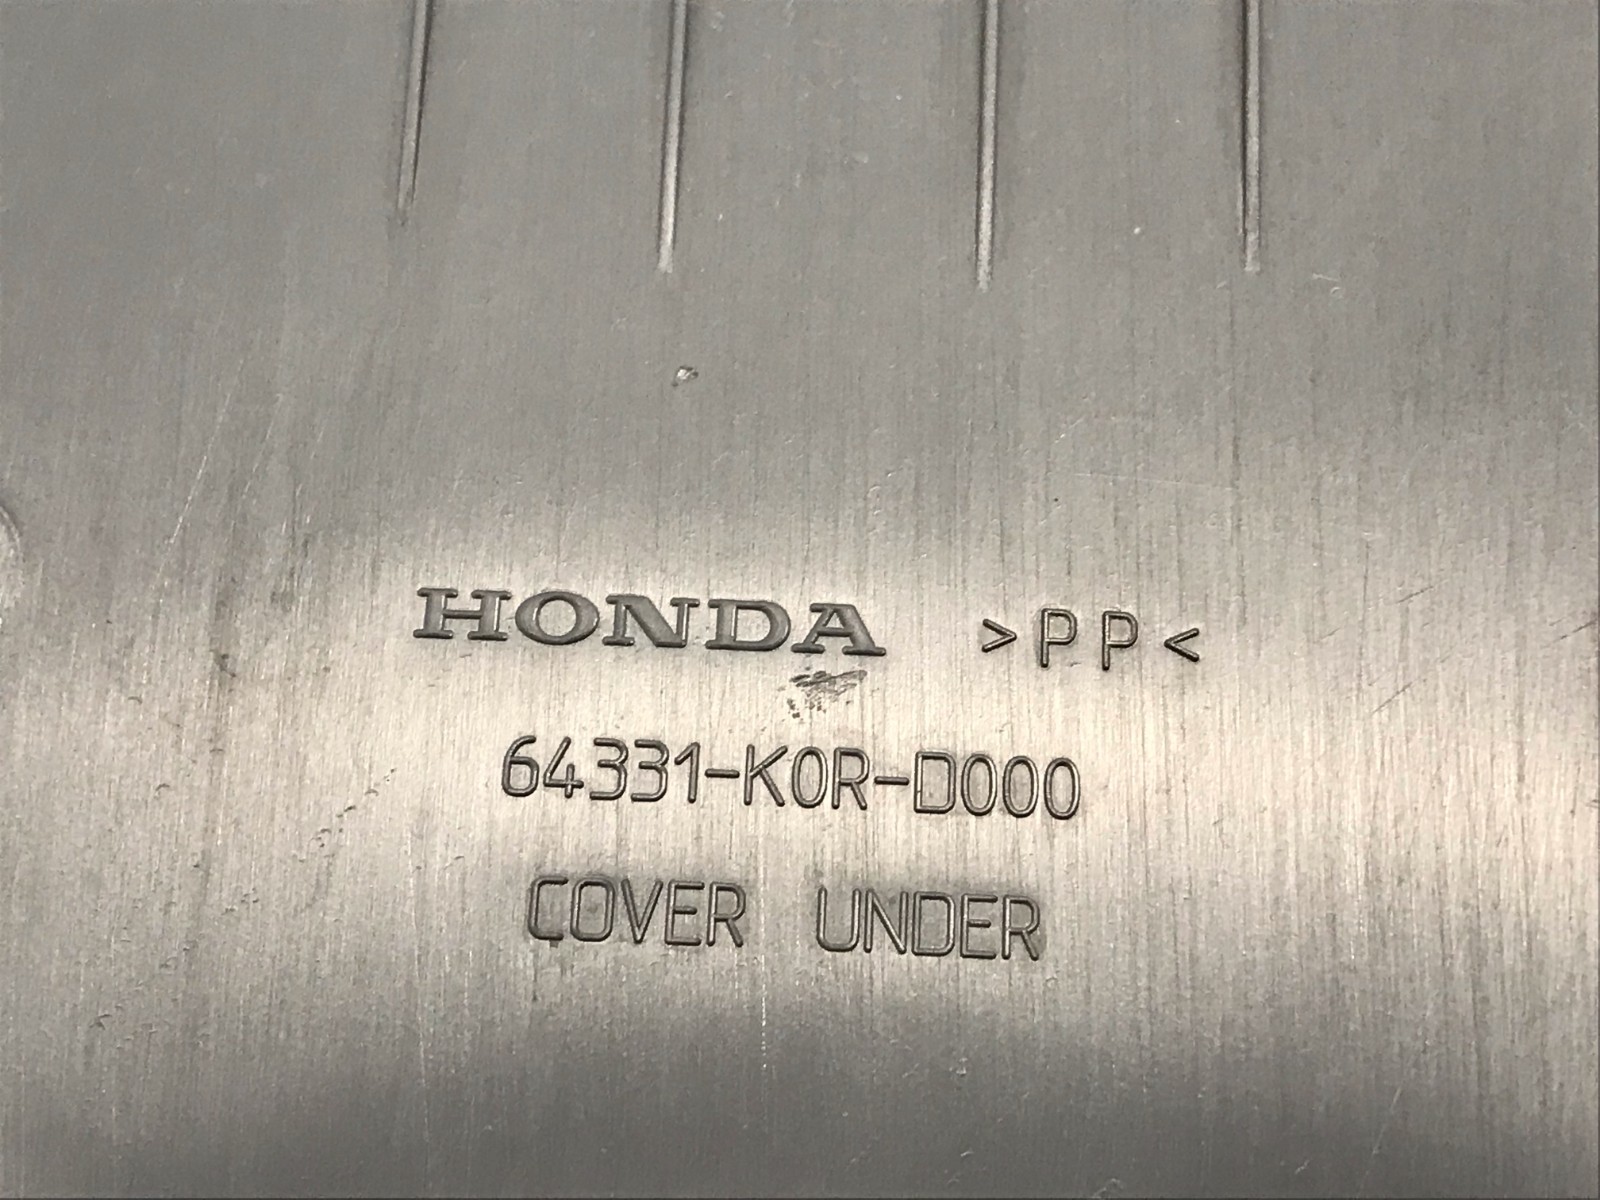 HONDA >PP<
64331-K0R-D000
COVER UNDER